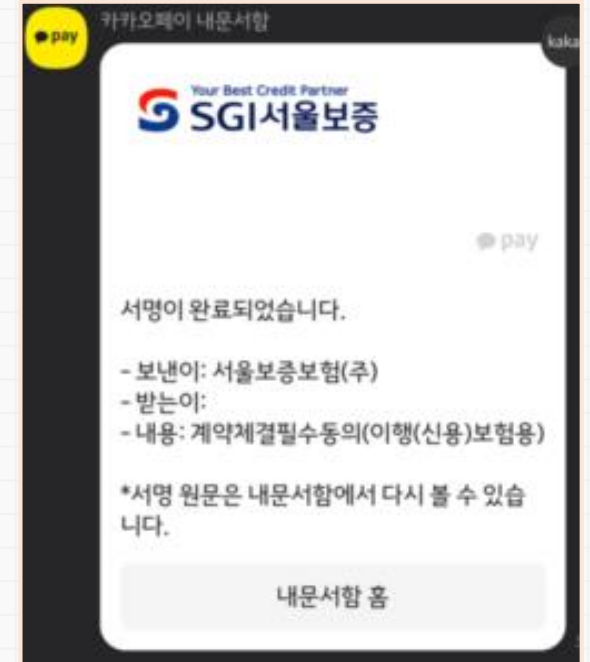 pay
카카오페이 내문서함
kaka
Your Best Credit Partner
SGI서울보증
pay
서명이 완료되었습니다.
- 보낸이: 서울보증보험(주)
- 받는이:
- 내용: 계약체결필수동의(이행(신용)보험용)
*서명 원문은 내문서함에서 다시 볼 수 있습
니다.
내문서함 홈